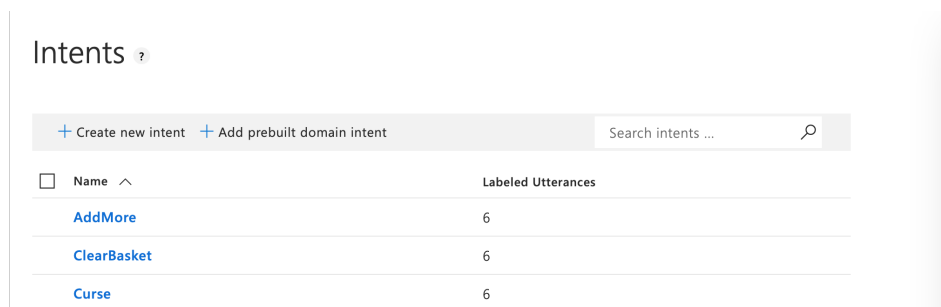 Intents ?
+ Create new intent + Add prebuilt domain intent Search intents ...
Name Labeled Utterances
AddMore 6
ClearBasket 6
Curse 6